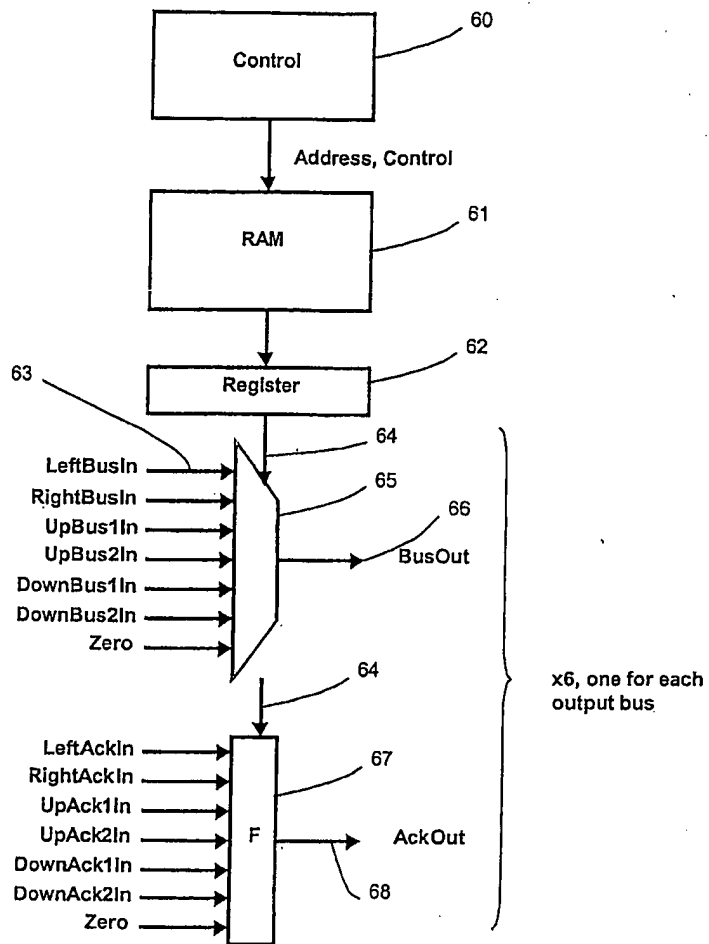 60
Control
Address, Control
61
RAM
62
Register
63
64
LeftBusIn
65
RightBusIn
66
UpBus1In
UpBus2In
BusOut
DownBus1In
DownBus2In
Zero
64
x6, one for each
output bus
LeftAckIn
67
RightAckIn
UpAck1In
UpAck2In
F
AckOut
DownAck1In
68
DownAck2In
Zero